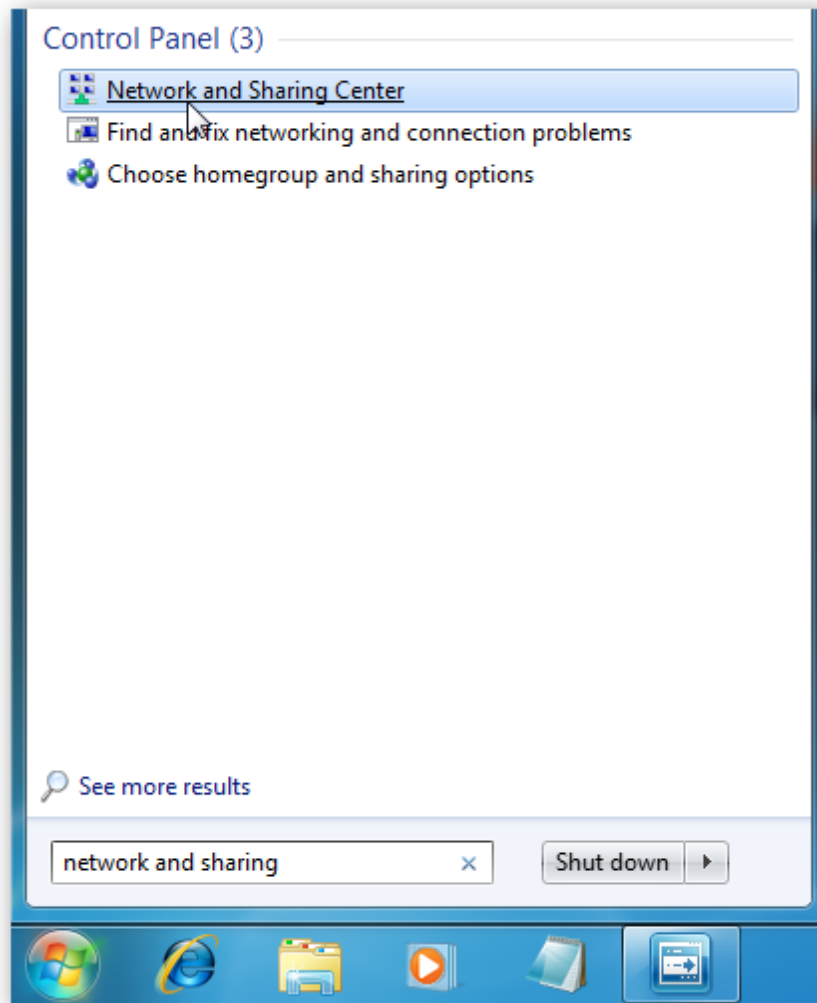 Control Panel (3)
Network and Sharing Center
Find and fix networking and connection problems
Choose homegroup and sharing options
See more results
network and sharing
Shut down